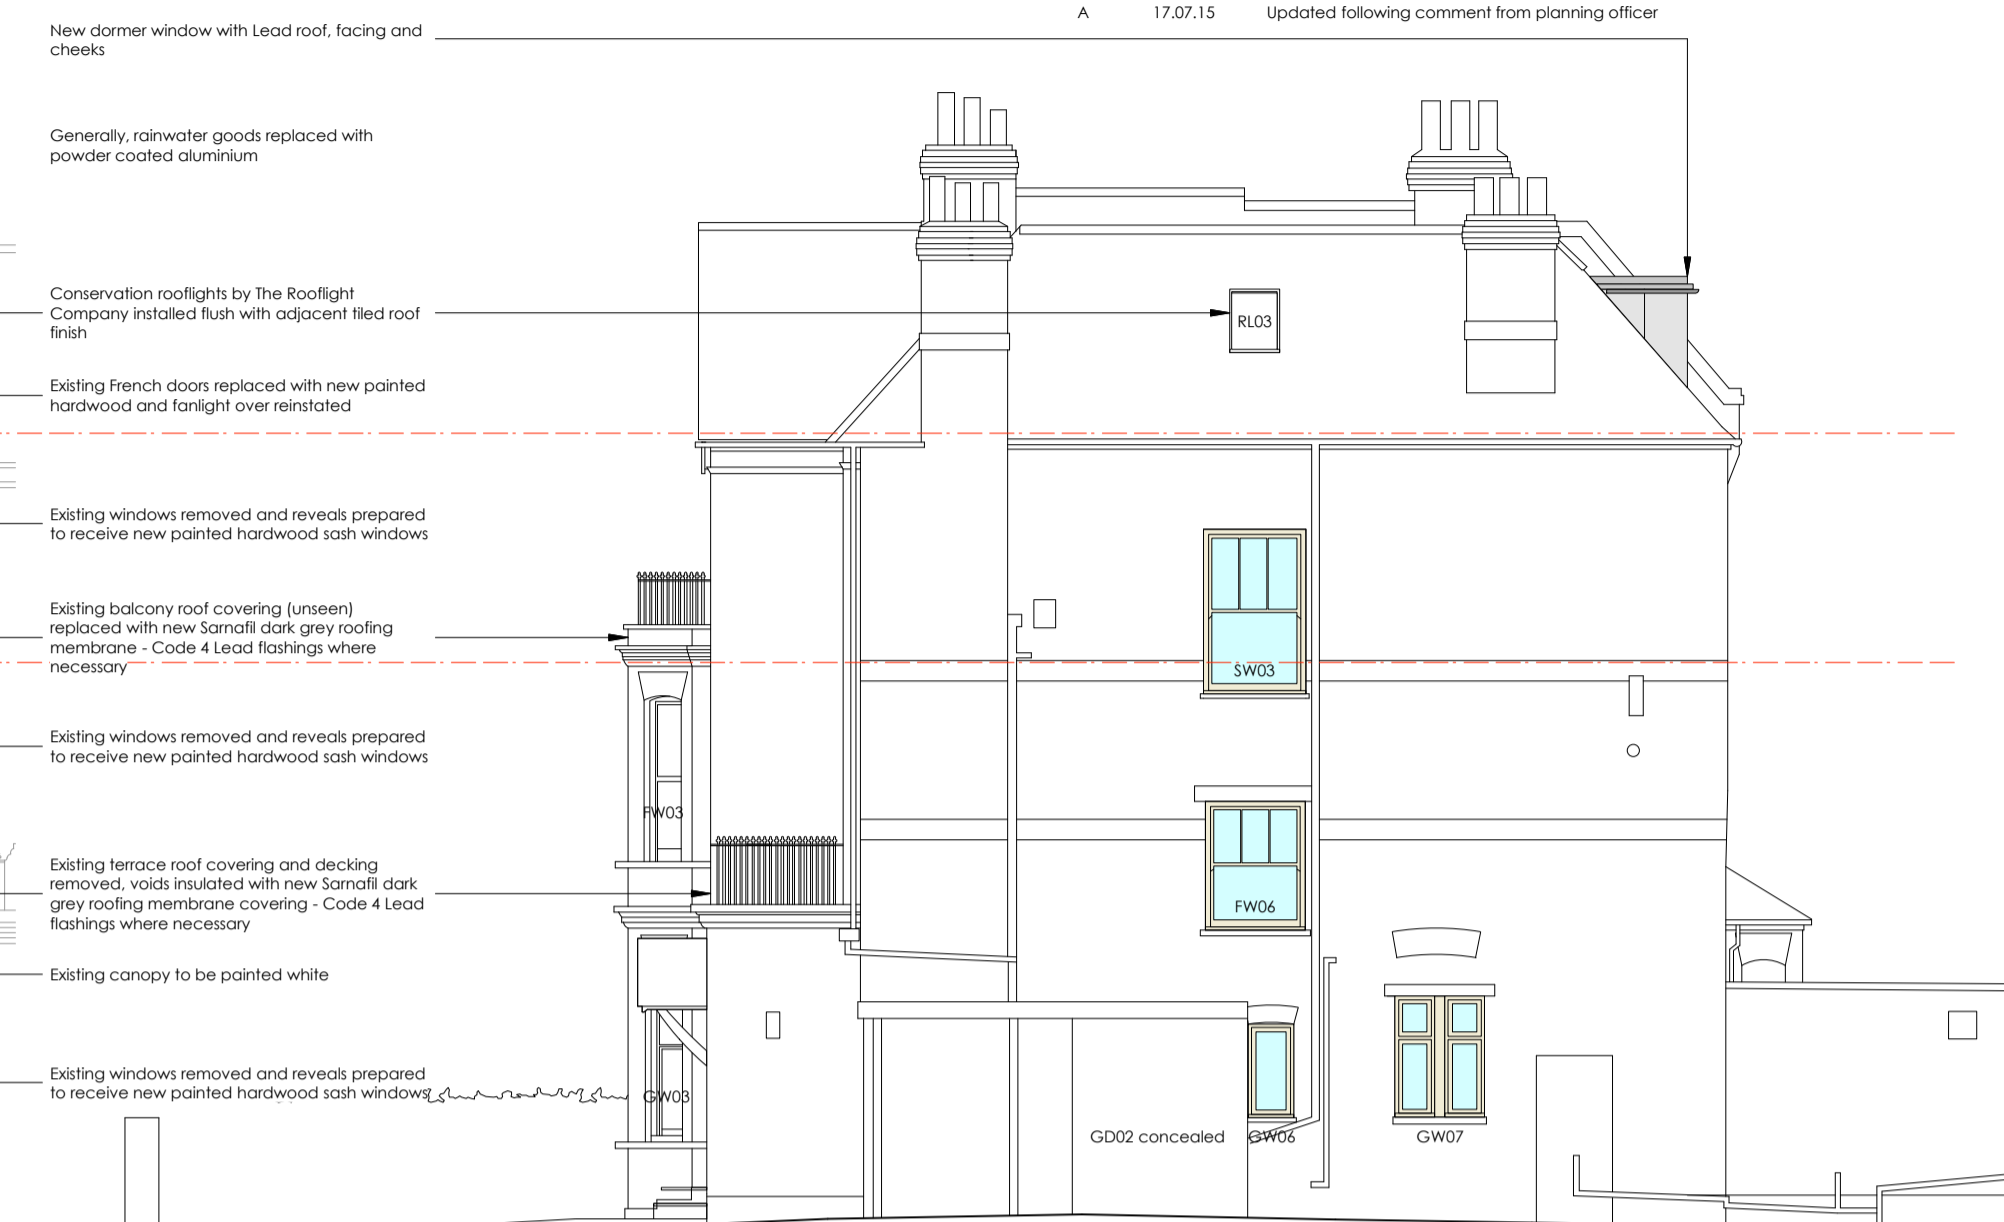 A 17.07.15 Updated following comment from planning officer
New dormer window with Lead roof, facing and
cheeks
Generally, rainwater goods replaced with
powder coated aluminium
Conservation rooflights by The Rooflight
Company installed flush with adjacent tiled roof
finish
RL03
Existing French doors replaced with new painted
hardwood and fanlight over reinstated
Existing windows removed and reveals prepared
to receive new painted hardwood sash windows
Existing balcony roof covering (unseen)
replaced with new Sarnafil dark grey roofing
membrane - Code 4 Lead flashings where
necessary
SW03
Existing windows removed and reveals prepared
to receive new painted hardwood sash windows
FW03
Existing terrace roof covering and decking
removed, voids insulated with new Sarnafil dark
grey roofing membrane covering - Code 4 Lead
flashings where necessary
FW06
Existing canopy to be painted white
Existing windows removed and reveals prepared
to receive new painted hardwood sash windows
GW03
GD02 concealed
GW06
GW07